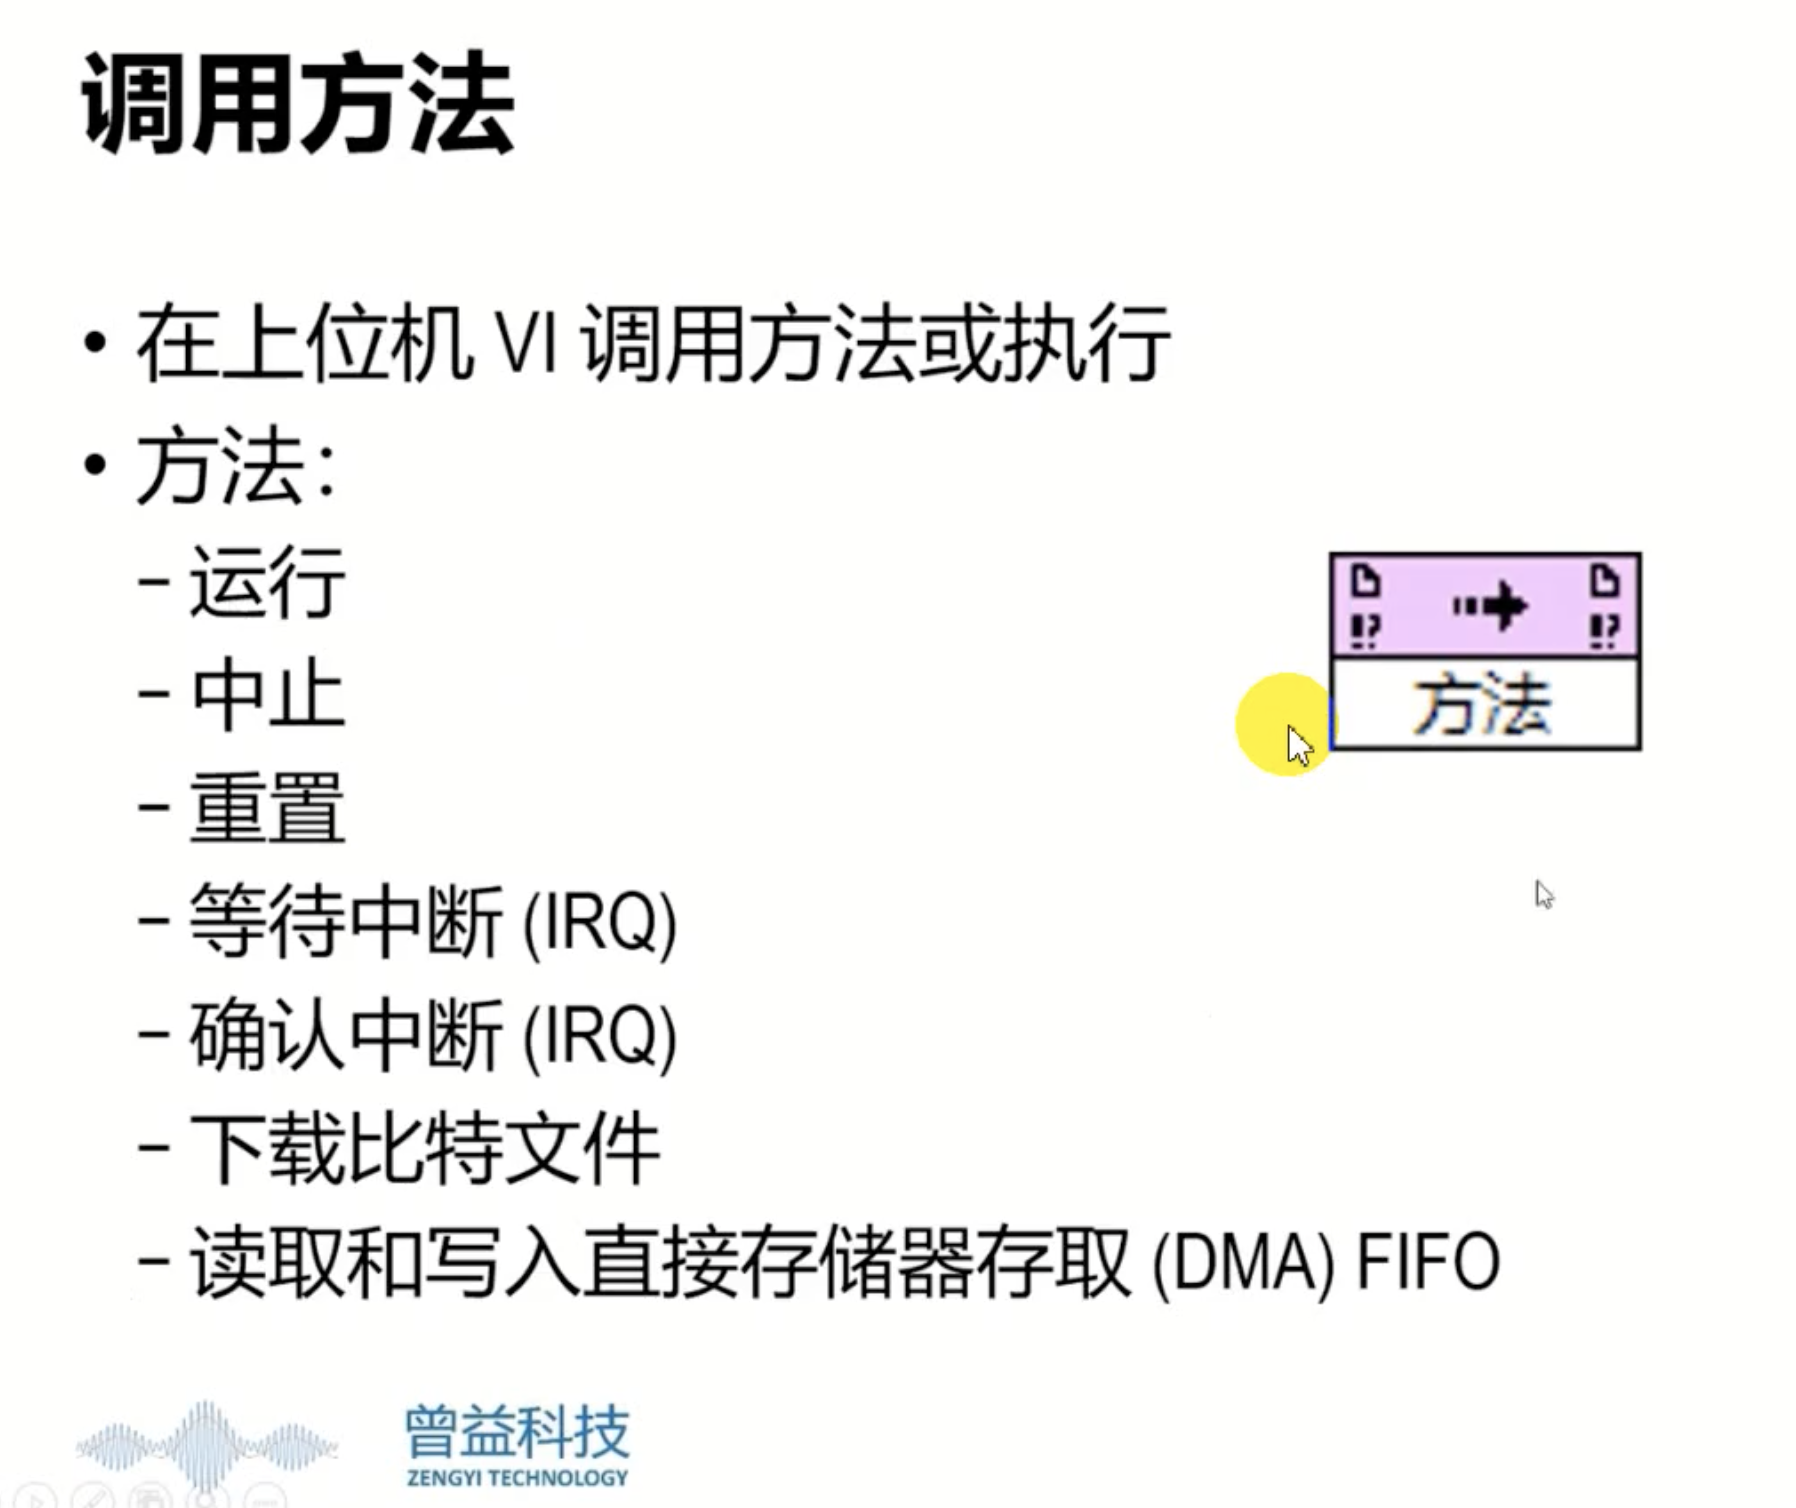 调用方法
• 在上位机 VI 调用方法或执行
• 方法：
– 运行
– 中止
– 重置
– 等待中断 (IRQ)
– 确认中断 (IRQ)
– 下载比特文件
– 读取和写入直接存储器存取 (DMA) FIFO
!? !?
方法
曾益科技
ZENGYI TECHNOLOGY